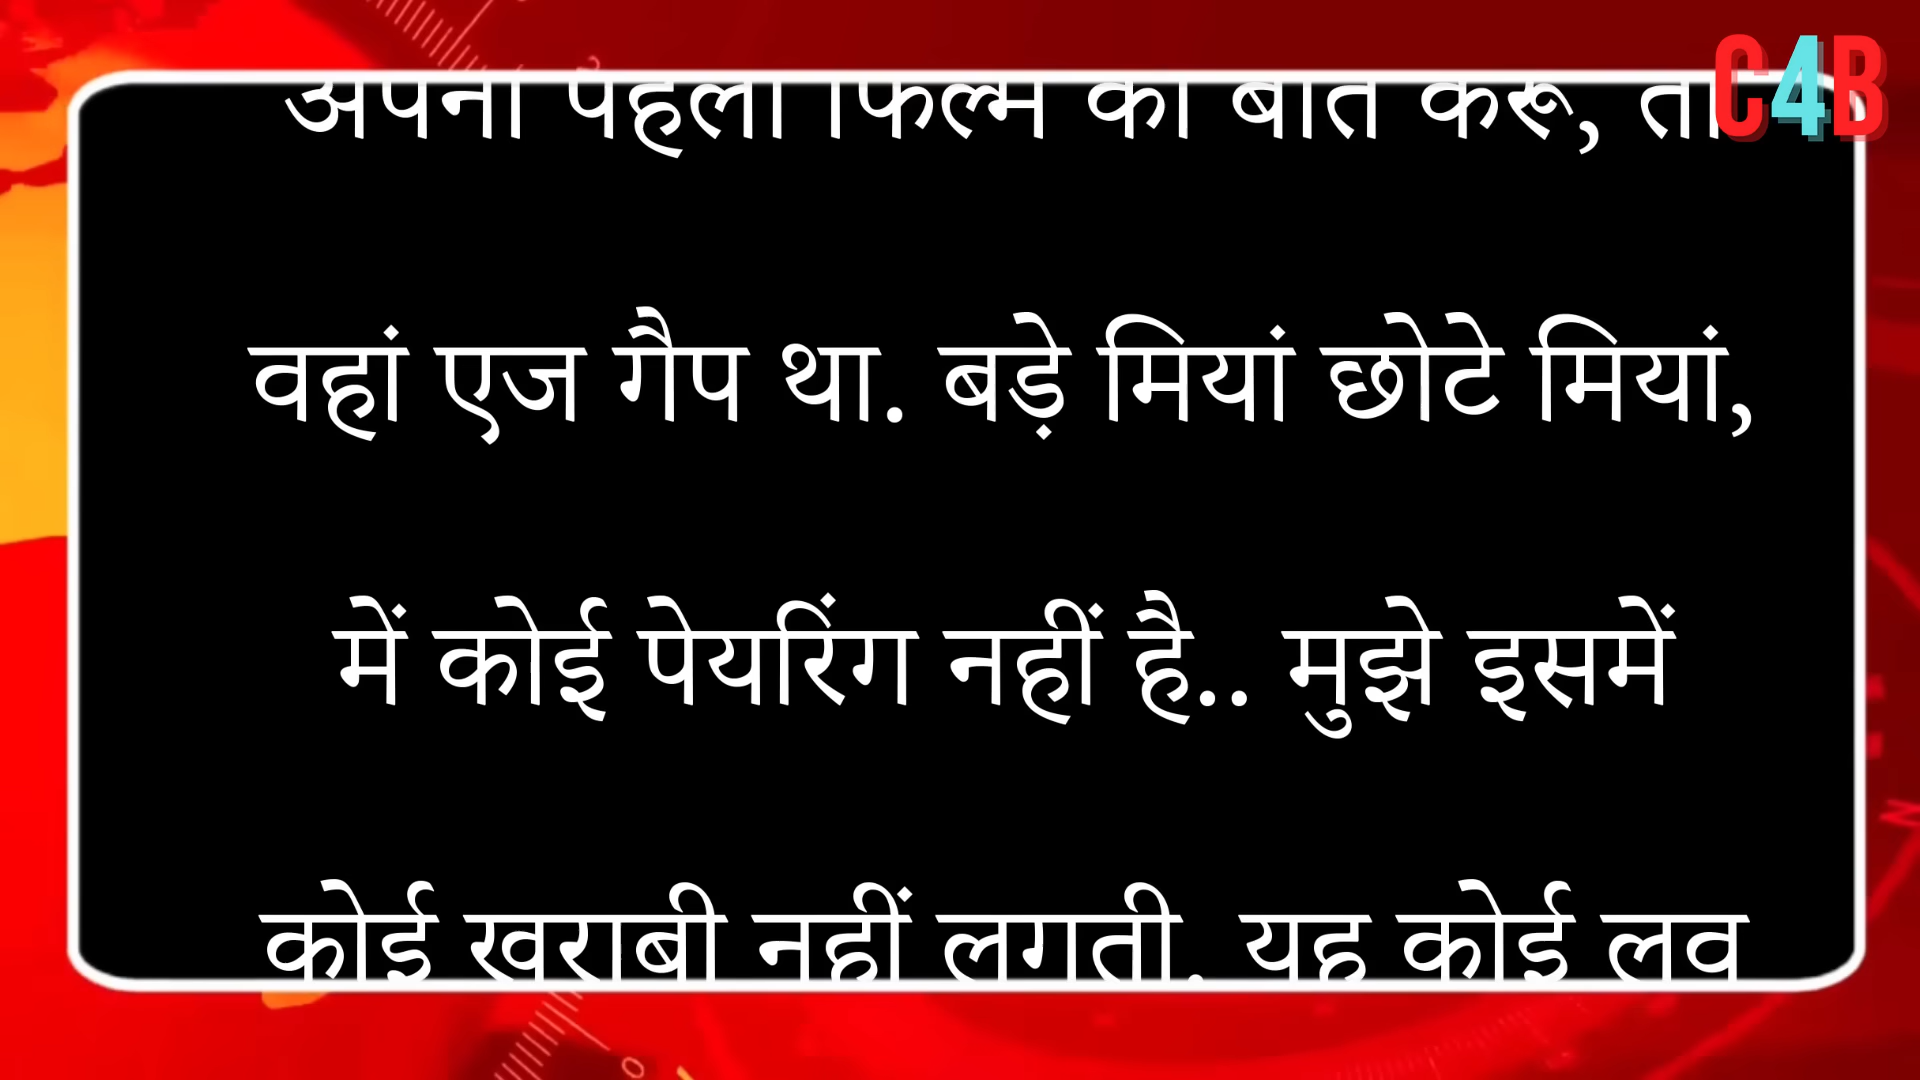 C4B
अपनी पहली फिल्म की बात करूं, तो
वहां एज गैप था. बड़े मियां छोटे मियां,
में कोई पेयरिंग नहीं है.. मुझे इसमें
कोई खराबी नहीं लगती. यह कोई लव